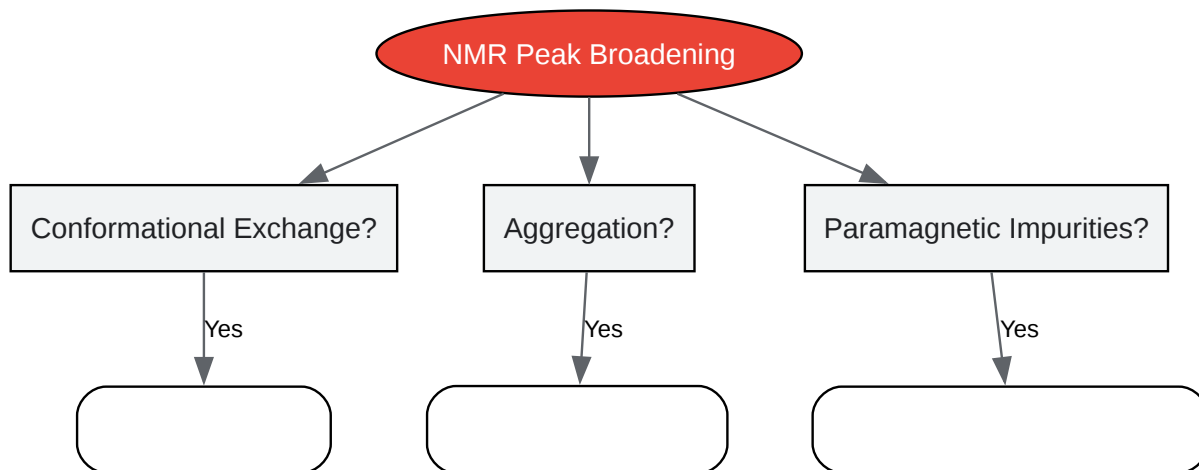 NMR Peak Broadening
Conformational Exchange?
Aggregation?
Paramagnetic Impurities?
Yes
Yes
Yes